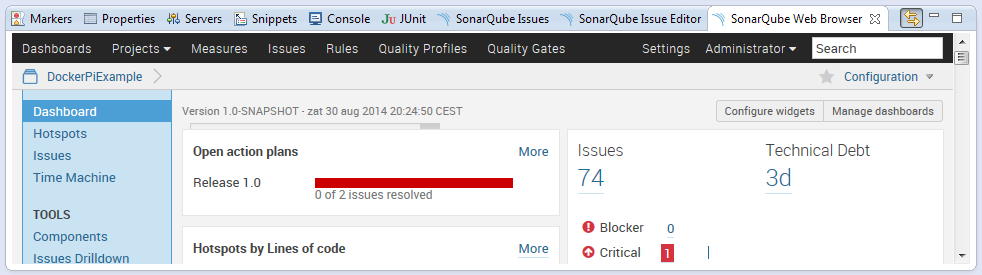 Markers Properties Servers Snippets Console JUnit SonarQube Issues SonarQube Issue Editor SonarQube Web Browser
Dashboards Projects Measures Issues Rules Quality Profiles Quality Gates Settings Administrator Search
DockerPiExample Configuration
Dashboard
Hotspots
Issues
Time Machine
TOOLS
Components
Issues Drilldown
Version 1.0-SNAPSHOT - zat 30 aug 2014 20:24:50 CEST
Configure widgets Manage dashboards
Open action plans More
Release 1.0
0 of 2 issues resolved
Hotspots by Lines of code More
Issues Technical Debt
74 3d
Blocker 0
Critical 1